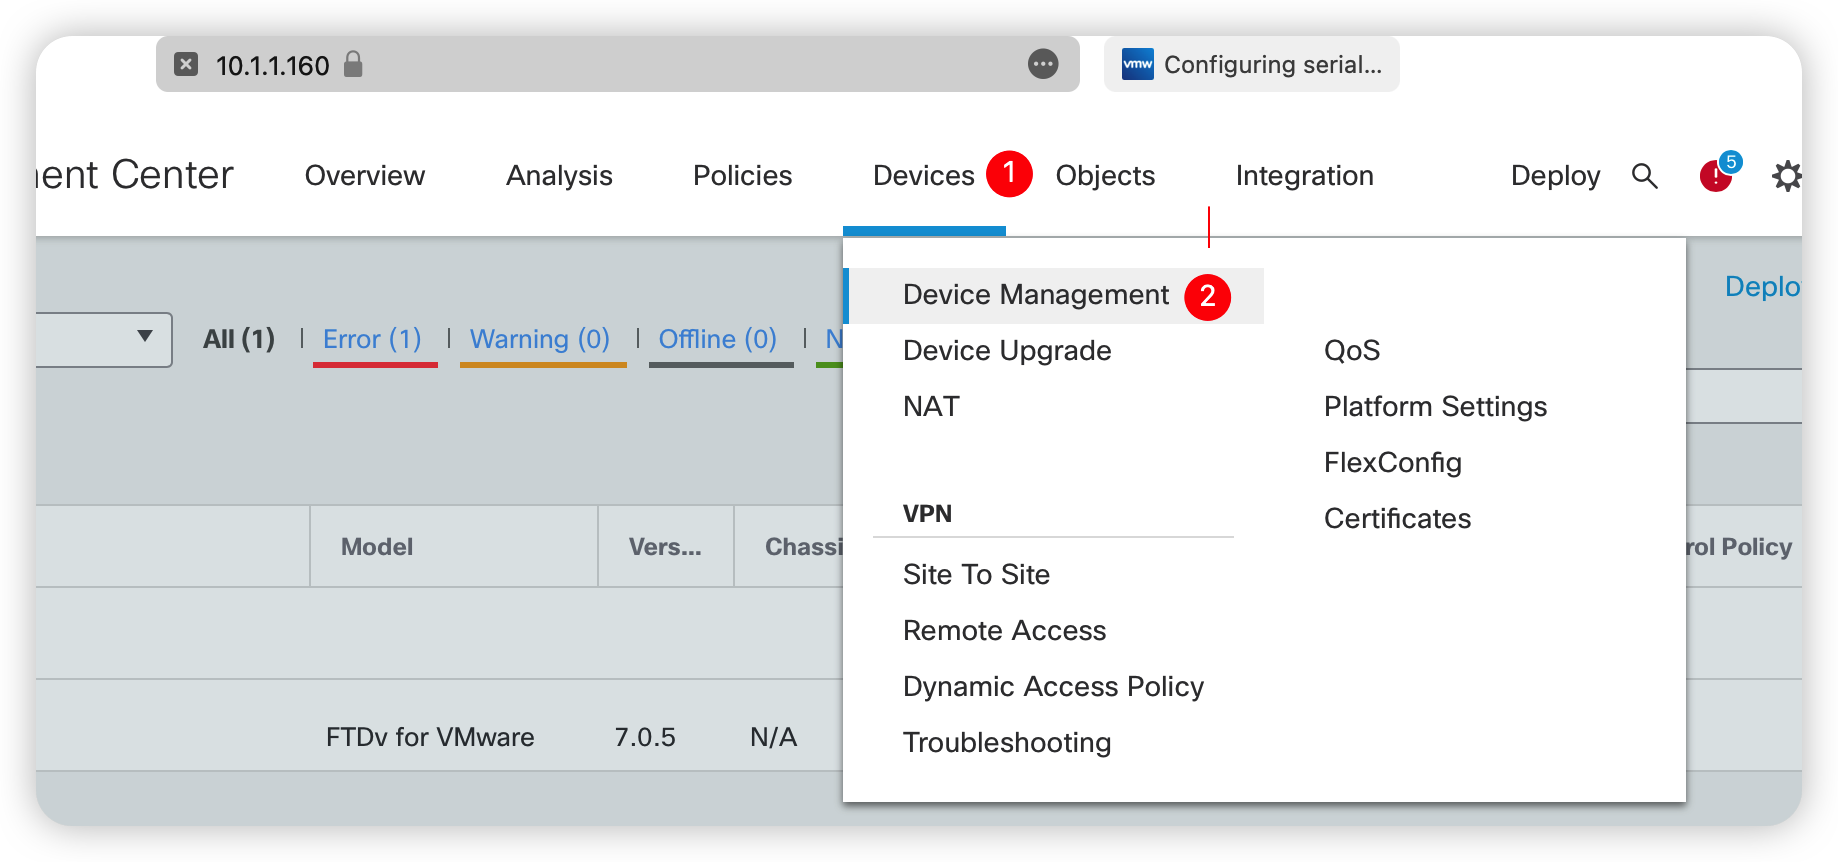 10.1.1.160
vmw Configuring serial...
nent Center Overview Analysis Policies Devices 1 Objects Integration Deploy 5
Device Management 2
Device Upgrade
NAT
VPN
Site To Site
Remote Access
Dynamic Access Policy
Troubleshooting
QoS
Platform Settings
FlexConfig
Certificates
Deplo
All (1) | Error (1) | Warning (0) | Offline (0) | N
Model Vers... Chassi rol Policy
FTDv for VMware 7.0.5 N/A